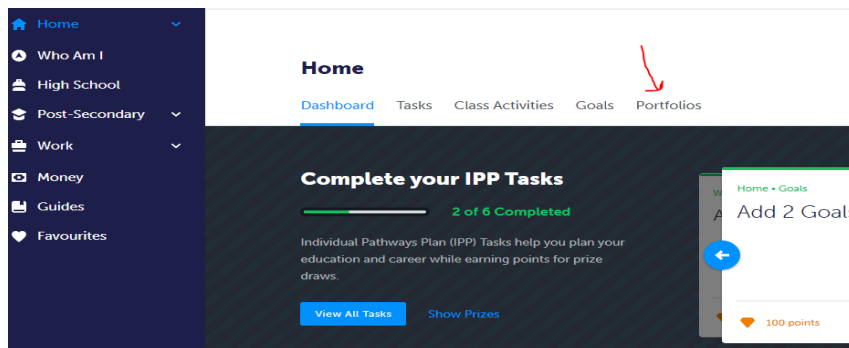 Home
Who Am I
High School
Post-Secondary
Work
Money
Guides
Favourites
Home
Dashboard Tasks Class Activities Goals Portfolios
Complete your IPP Tasks
2 of 6 Completed
Individual Pathways Plan (IPP) Tasks help you plan your
education and career while earning points for prize
draws.
View All Tasks Show Prizes
Home • Goals
Add 2 Goals
100 points